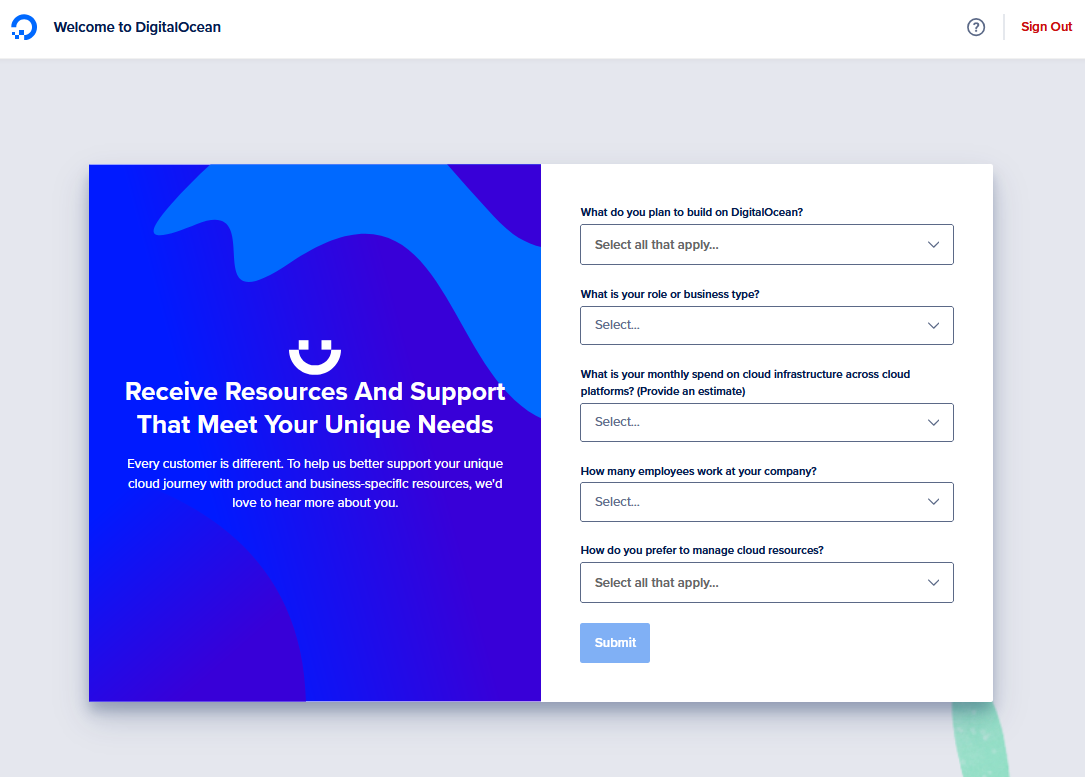 Welcome to DigitalOcean
Sign Out
Receive Resources And Support
That Meet Your Unique Needs
Every customer is different. To help us better support your unique
cloud journey with product and business-specific resources, we'd
love to hear more about you.
What do you plan to build on DigitalOcean?
Select all that apply...
What is your role or business type?
Select...
What is your monthly spend on cloud infrastructure across cloud
platforms? (Provide an estimate)
Select...
How many employees work at your company?
Select...
How do you prefer to manage cloud resources?
Select all that apply...
Submit